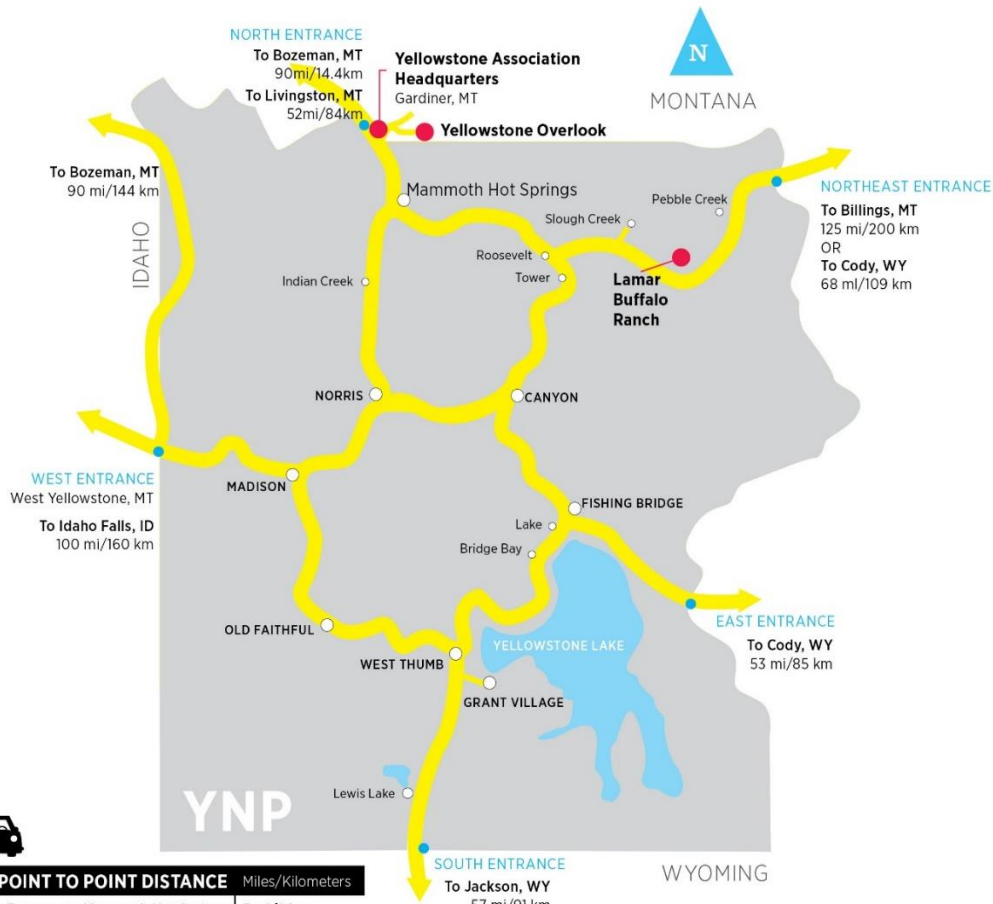 NORTH ENTRANCE
To Bozeman, MT
90mi/14.4km
To Livingston, MT
52mi/84km
Yellowstone Association
Headquarters
Gardiner, MT
Yellowstone Overlook
N
MONTANA
To Bozeman, MT
90 mi/144 km
IDAHO
Mammoth Hot Springs
Pebble Creek
Slough Creek
Roosevelt
Tower
Indian Creek
Lamar
Buffalo
Ranch
NORTHEAST ENTRANCE
To Billings, MT
125 mi/200 km
OR
To Cody, WY
68 ml/109 km
NORRIS
CANYON
WEST ENTRANCE
West Yellowstone, MT
To Idaho Falls, ID
100 mi/160 km
MADISON
FISHING BRIDGE
Lake
Bridge Bay
EAST ENTRANCE
To Cody, WY
53 mi/85 km
OLD FAITHFUL
WEST THUMB
YELLOWSTONE LAKE
GRANT VILLAGE
Lewis Lake
YNP
SOUTH ENTRANCE
To Jackson, WY
57 mi/91 km
WYOMING
POINT TO POINT DISTANCE Miles/Kilometers